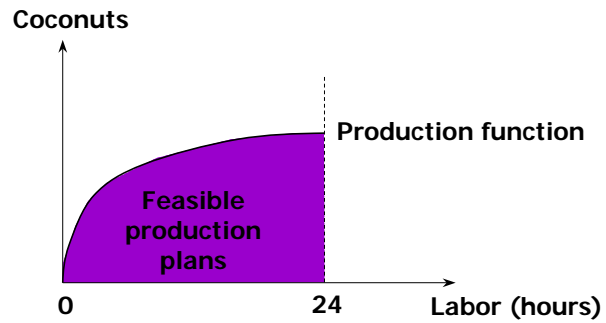 Coconuts
Production function
Feasible
production
plans
0
24
Labor (hours)